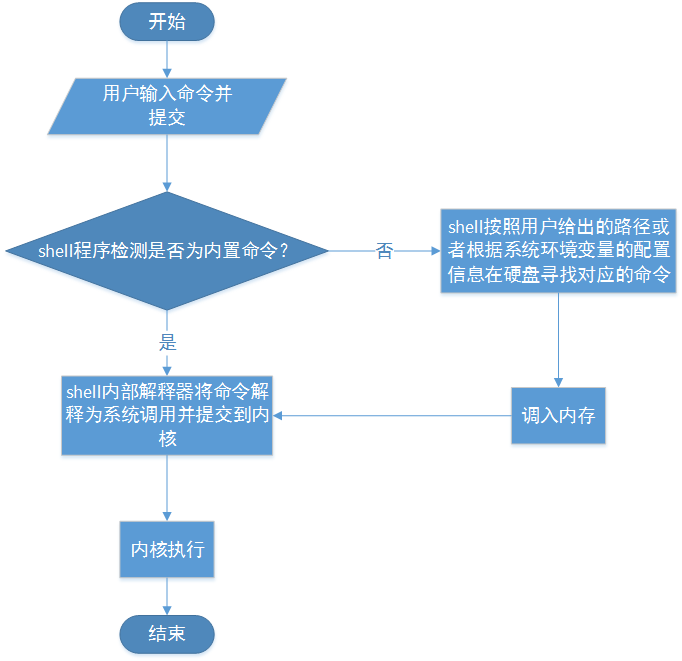 开始
用户输入命令并
提交
shell程序检测是否为内置命令？
否
shell按照用户给出的路径或
者根据系统环境变量的配置
信息在硬盘寻找对应的命令
是
shell内部解释器将命令解
释为系统调用并提交到内
核
调入内存
内核执行
结束